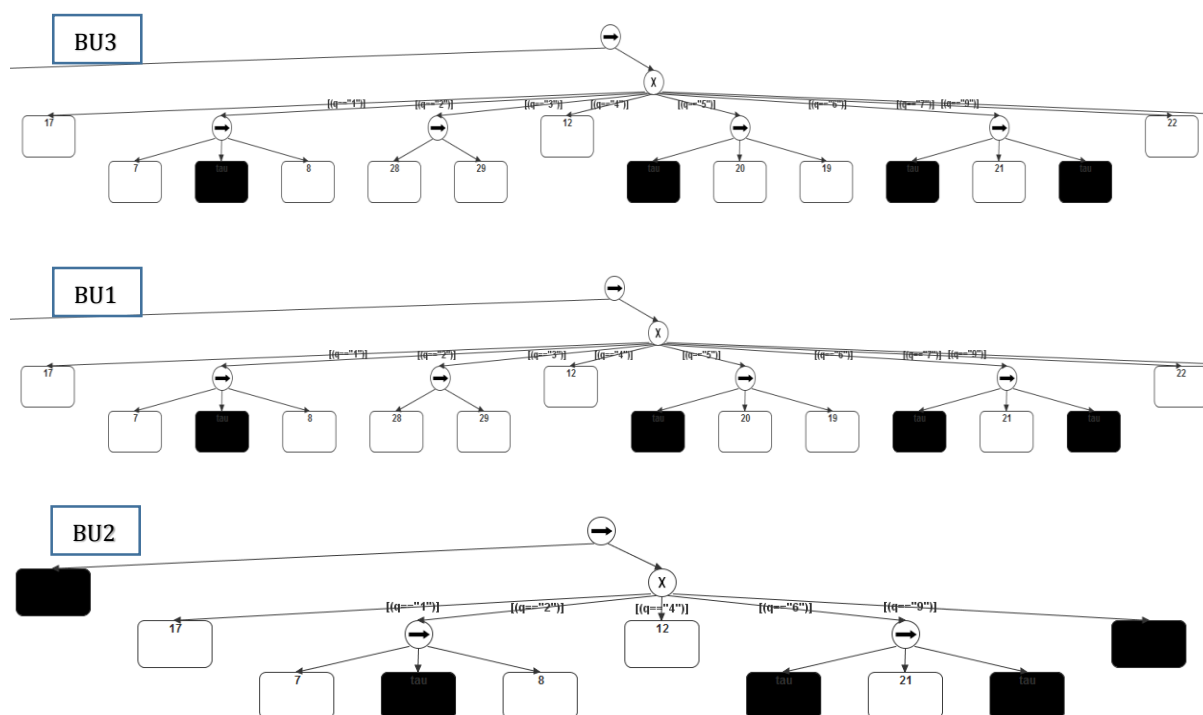 BU3
X
[(q=="1")] [(q=="2")] [(q=="3")] [(q=="4")] [(q=="5")] [(q=="6")] [(q=="7")] [(q=="9")]
17 12 22
7 tau 8 28 29 tau 20 19 tau 21 tau
BU1
X
[(q=="1")] [(q=="2")] [(q=="3")] [(q=="4")] [(q=="5")] [(q=="6")] [(q=="7")] [(q=="9")]
17 12 22
7 tau 8 28 29 tau 20 19 tau 21 tau
BU2
X
[(q=="1")] [(q=="2")] [(q=="4")] [(q=="6")] [(q=="9")]
17 12
7 tau 8 tau 21 tau